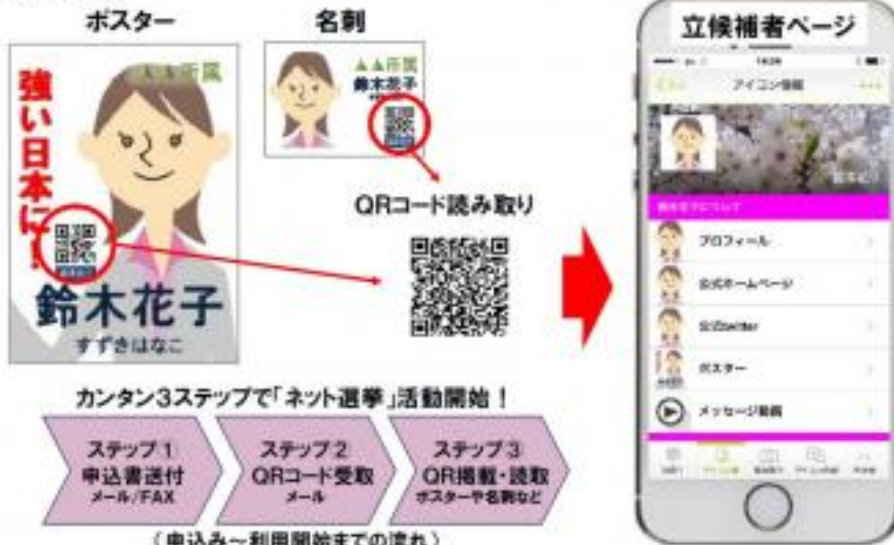 ポスター
名刺
立候補者ページ
▲▲所属
強い日本に!
鈴木花子
すずきはなこ
▲▲所属
鈴木花子
QRコード読み取り
アイコン情報
プロフィール
公式ホームページ
公式twitter
ポスター
メッセージ動画
カンタン3ステップで「ネット選挙」活動開始!
ステップ①
申込書送付
メール/FAX
ステップ②
QRコード受取
メール
ステップ③
QR掲載・読取
ポスターや名刺など
(申込み～利用開始までの流れ)